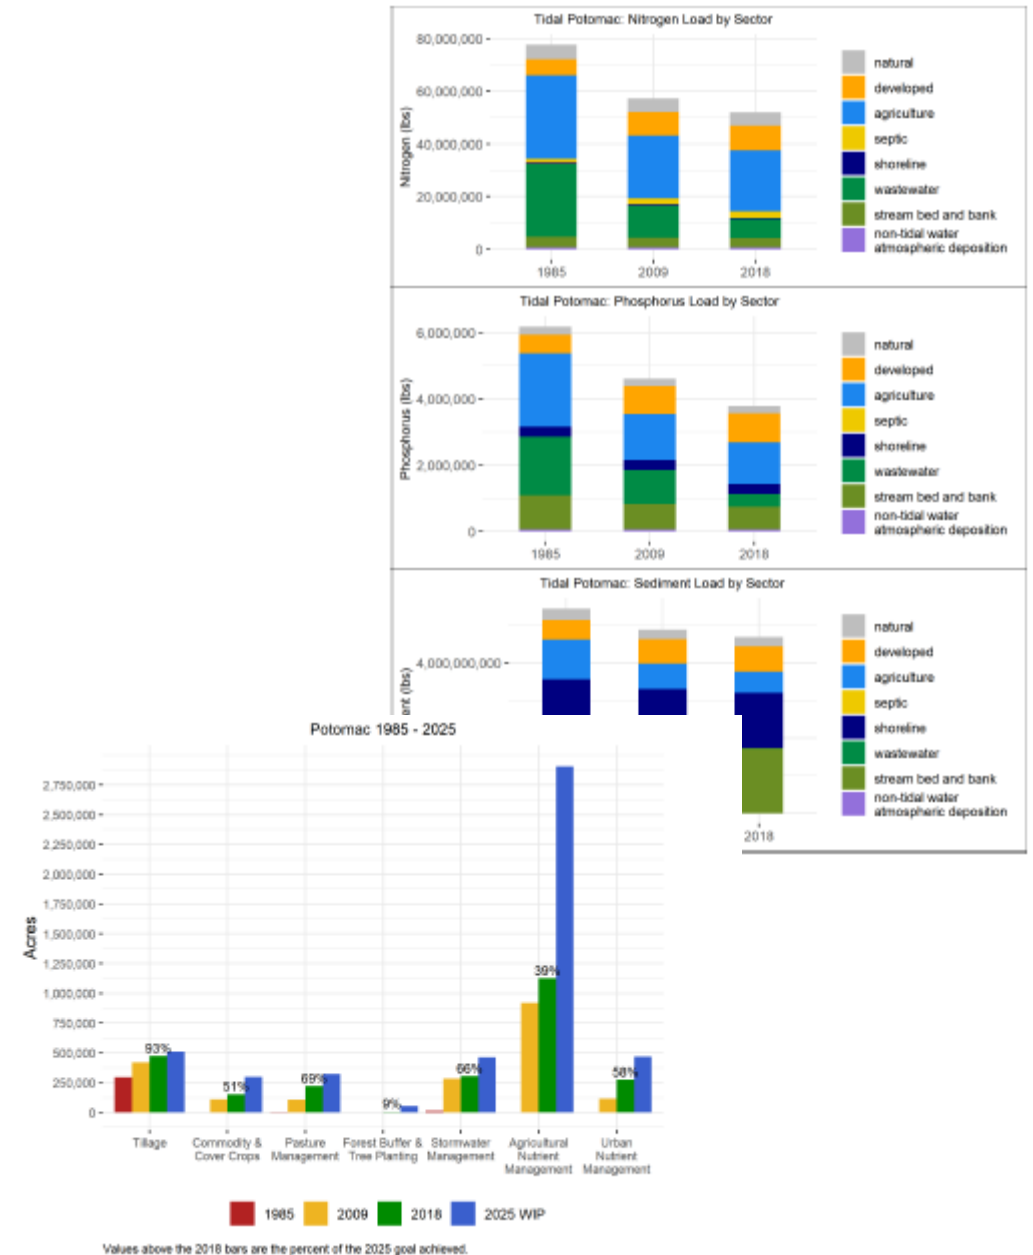 Tidal Potomac: Nitrogen Load by Sector
80,000,000
60,000,000
40,000,000
20,000,000
0
Nitrogen (lbs)
1985 2009 2018
natural
developed
agriculture
septic
shoreline
wastewater
stream bed and bank
non-tidal water
atmospheric deposition
Tidal Potomac: Phosphorus Load by Sector
6,000,000
4,000,000
2,000,000
0
Phosphorus (lbs)
1985 2009 2018
natural
developed
agriculture
septic
shoreline
wastewater
stream bed and bank
non-tidal water
atmospheric deposition
Tidal Potomac: Sediment Load by Sector
4,000,000,000
ent (lbs)
2018
natural
developed
agriculture
septic
shoreline
wastewater
stream bed and bank
non-tidal water
atmospheric deposition
Potomac 1985 - 2025
Acres
2,750,000
2,500,000
2,250,000
2,000,000
1,750,000
1,500,000
1,250,000
1,000,000
750,000
500,000
250,000
0
93%
51%
69%
9%
66%
39%
58%
Tillage
Commodity &
Cover Crops
Pasture
Management
Forest Buffer &
Tree Planting
Stormwater
Management
Agricultural
Nutrient
Management
Urban
Nutrient
Management
1985 2009 2018 2025 WIP
Values above the 2018 bars are the percent of the 2025 goal achieved.